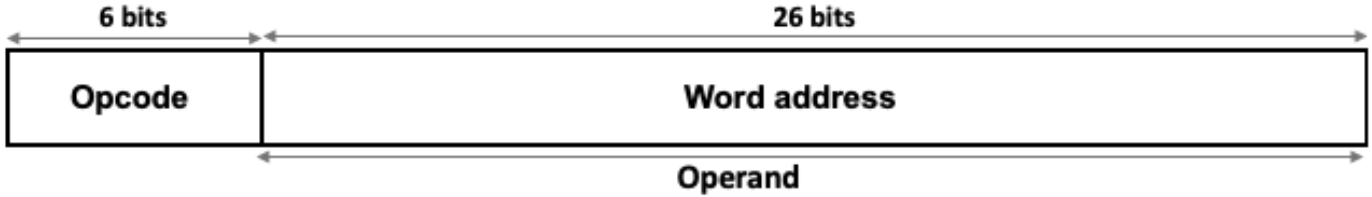 6 bits 26 bits
Opcode Word address
Operand